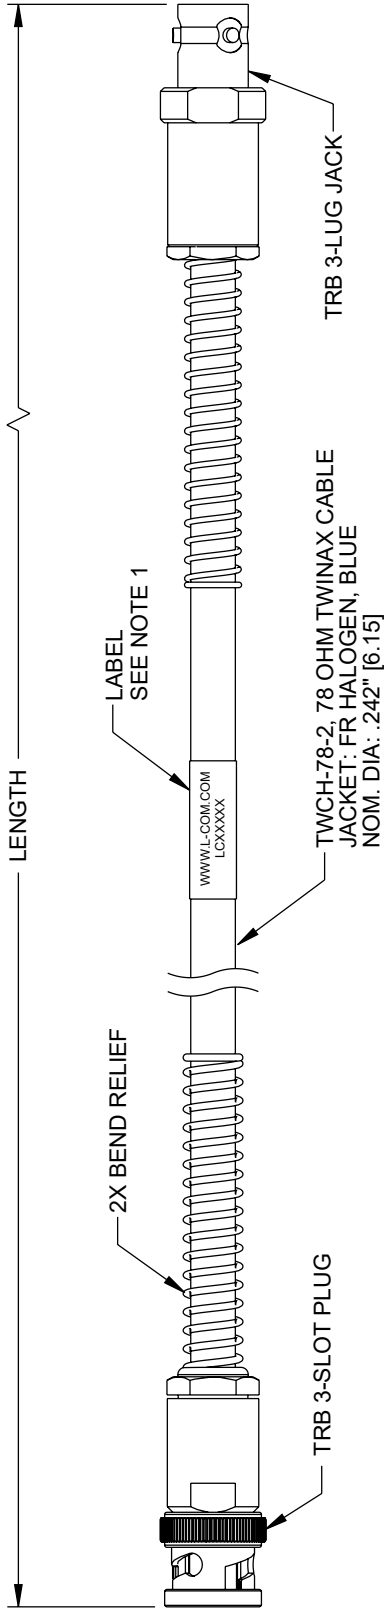 LENGTH
2X BEND RELIEF
LABEL
SEE NOTE 1
WWW.L-COM.COM
LCXXXXX
TRB 3-SLOT PLUG
TWCH-78-2, 78 OHM TWINAX CABLE
JACKET: FR HALOGEN, BLUE
NOM. DIA: .242" [6.15]
TRB 3-LUG JACK